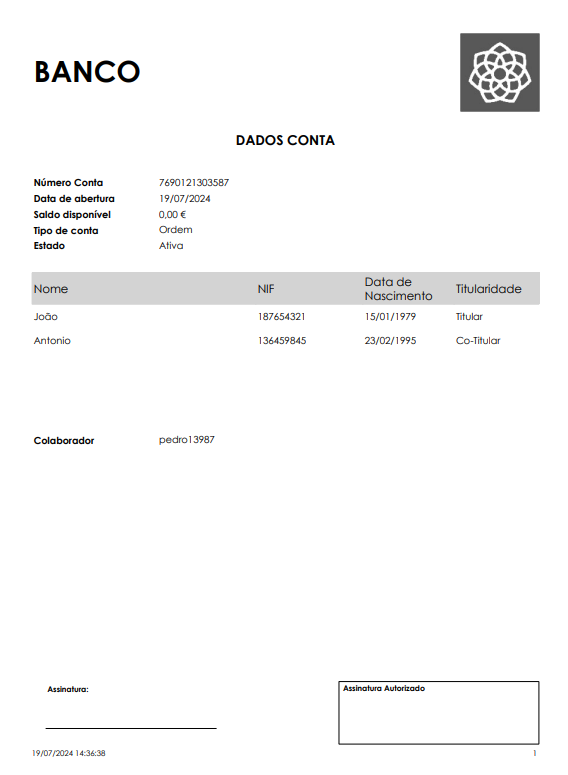 BANCO
DADOS CONTA
Número Conta 7690121303587
Data de abertura 19/07/2024
Saldo disponível 0,00 €
Tipo de conta Ordem
Estado Ativa
Nome NIF Data de Nascimento Titularidade
João 187654321 15/01/1979 Titular
Antonio 136459845 23/02/1995 Co-Titular
Colaborador pedro13987
Assinatura: Assinatura Autorizado
19/07/2024 14:36:38 1